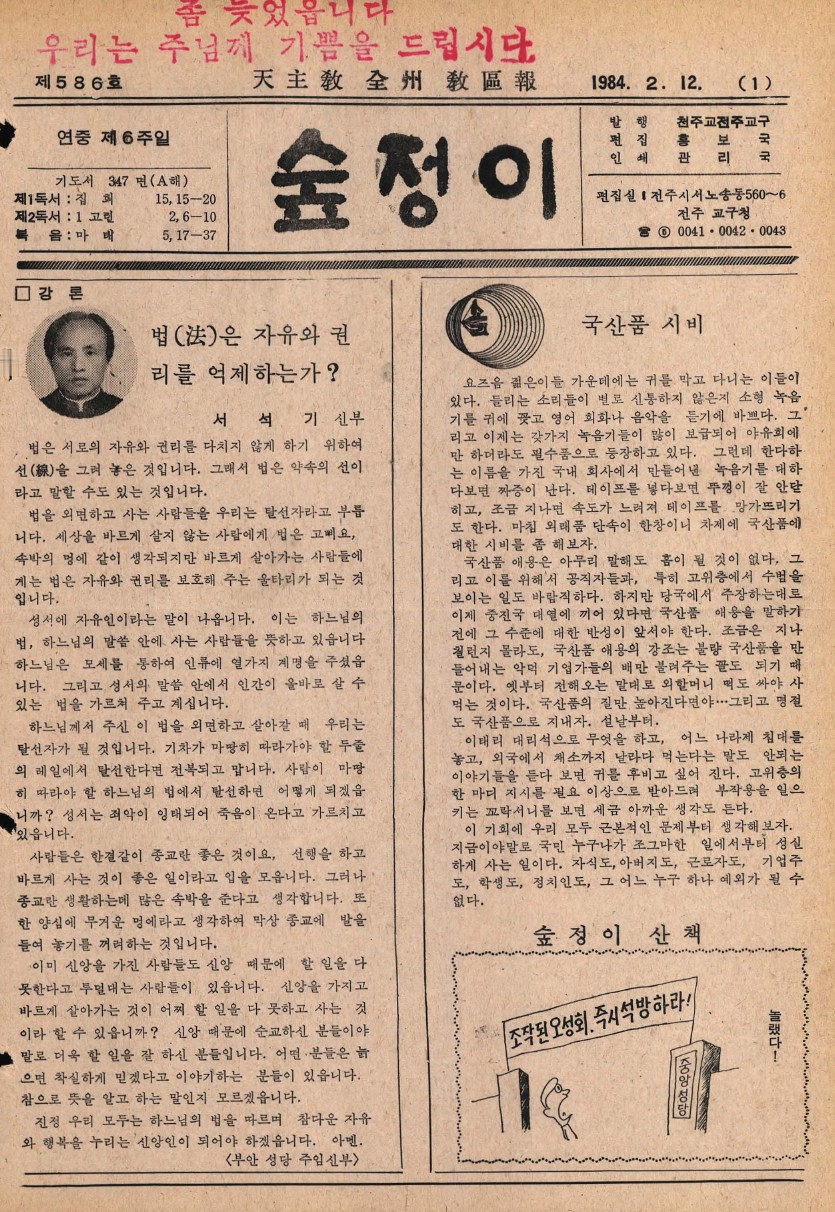 좀 늦었읍니다
우리는 주님께 기쁨을 드립시다
제586호
天主敎 全州 敎區報
1984. 2. 12. (1)
연중 제6주일
기도서 347 면(A해)
제1독서 : 집 회 15, 15—20
제2독서 : 1 고린 2, 6—10
복 음 : 마 태 5, 17—37
숲정이
발 행 천주교전주교구
편 집 홍 보 국
인 쇄 관 리 국
편집실 | 전주시서노송동560~6
전주 교구청
☎ ⑥ 0041・0042・0043
□ 강 론
법(法)은 자유와 권
리를 억제하는가?
서 석 기 신부
법은 서로의 자유와 권리를 다치지 않게 하기 위하여
선(線)을 그려 놓은 것입니다. 그래서 법은 약속의 선이
라고 말할 수도 있는 것입니다.
법을 외면하고 사는 사람들을 우리는 탈선자라고 부릅
니다. 세상을 바르게 살지 않는 사람에게 법은 고삐요,
속박의 멍에 같이 생각되지만 바르게 살아가는 사람들에
게는 법은 자유와 권리를 보호해 주는 울타리가 되는 것
입니다.
성서에 자유인이라는 말이 나옵니다. 이는 하느님의
법, 하느님의 말씀 안에 사는 사람들을 뜻하고 있읍니다
하느님은 모세를 통하여 인류에 열가지 계명을 주셨읍
니다. 그리고 성서의 말씀 안에서 인간이 올바로 살 수
있는 법을 가르쳐 주고 계십니다.
하느님께서 주신 이 법을 외면하고 살아갈 때 우리는
탈선자가 될 것입니다. 기차가 마땅히 따라가야 할 두줄
의 레일에서 탈선한다면 전복되고 맙니다. 사람이 마땅
히 따라야 할 하느님의 법에서 탈선하면 어떻게 되겠읍
니까? 성서는 죄악이 잉태되어 죽음이 온다고 가르치고
있읍니다.
사람들은 한결같이 종교란 좋은 것이요, 선행을 하고
바르게 사는 것이 좋은 일이라고 입을 모읍니다. 그러나
종교란 생활하는데 많은 속박을 준다고 생각합니다. 또
한 양심에 무거운 멍에라고 생각하여 막상 종교에 발을
들여 놓기를 꺼려하는 것입니다.
이미 신앙을 가진 사람들도 신앙 때문에 할 일을 다
못한다고 투덜대는 사람들이 있읍니다. 신앙을 가지고
바르게 살아가는 것이 어찌 할 일을 다 못하고 사는 것
이라 할 수 있읍니까? 신앙 때문에 순교하신 분들이야
말로 더욱 할 일을 잘 하신 분들입니다. 어떤 분들은 늙
으면 착실하게 믿겠다고 이야기하는 분들이 있읍니다.
참으로 뜻을 알고 하는 말인지 모르겠읍니다.
진정 우리 모두는 하느님의 법을 따르며 참다운 자유
와 행복을 누리는 신앙인이 되어야 하겠읍니다. 아멘.
〈부안 성당 주임신부〉
국산품 시비
요즈음 젊은이들 가운데에는 귀를 막고 다니는 이들이
있다. 들리는 소리들이 별로 신통하지 않은지 소형 녹음
기를 귀에 꽂고 영어 회화나 음악을 듣기에 바쁘다. 그
리고 이제는 갖가지 녹음기들이 많이 보급되어 야유회에
만 하더라도 필수품으로 등장하고 있다. 그런데 한다하
는 이름을 가진 국내 회사에서 만들어낸 녹음기를 대하
다보면 짜증이 난다. 테이프를 넣다보면 뚜껑이 잘 안닫
히고, 조금 지나면 속도가 느려져 테이프를 망가뜨리기
도 한다. 마침 외래품 단속이 한창이니 차제에 국산품에
대한 시비를 좀 해보자.
국산품 애용은 아무리 말해도 흠이 될 것이 없다. 그
리고 이를 위해서 공직자들과, 특히 고위층에서 수범을
보이는 일도 바람직하다. 하지만 당국에서 주장하는대로
이제 중진국 대열에 끼어 있다면 국산품 애용을 말하기
전에 그 수준에 대한 반성이 앞서야 한다. 조금은 지나
칠런지 몰라도, 국산품 애용의 강조는 불량 국산품을 만
들어내는 악덕 기업가들의 배만 불려주는 꼴도 되기 때
문이다. 옛부터 전해오는 말대로 외할머니 떡도 싸야 사
먹는 것이다. 국산품의 질만 높아진다면야…그리고 명절
도 국산품으로 지내자. 설날부터.
이태리 대리석으로 무엇을 하고, 어느 나라제 침대를
놓고, 외국에서 채소까지 날라다 먹는다는 말도 안되는
이야기들을 듣다 보면 귀를 후비고 싶어 진다. 고위층의
한 마디 지시를 필요 이상으로 받아드려 부작용을 일으
키는 꼬락서니를 보면 세금 아까운 생각도 든다.
이 기회에 우리 모두 근본적인 문제부터 생각해보자.
지금이야말로 국민 누구나가 조그마한 일에서부터 성실
하게 사는 일이다. 자식도, 아버지도, 근로자도, 기업주
도, 학생도, 정치인도, 그 어느 누구 하나 예외가 될 수
없다.
숲정이 산책
조작된오성회.즉시석방하라!
중앙성당
놀랬다!